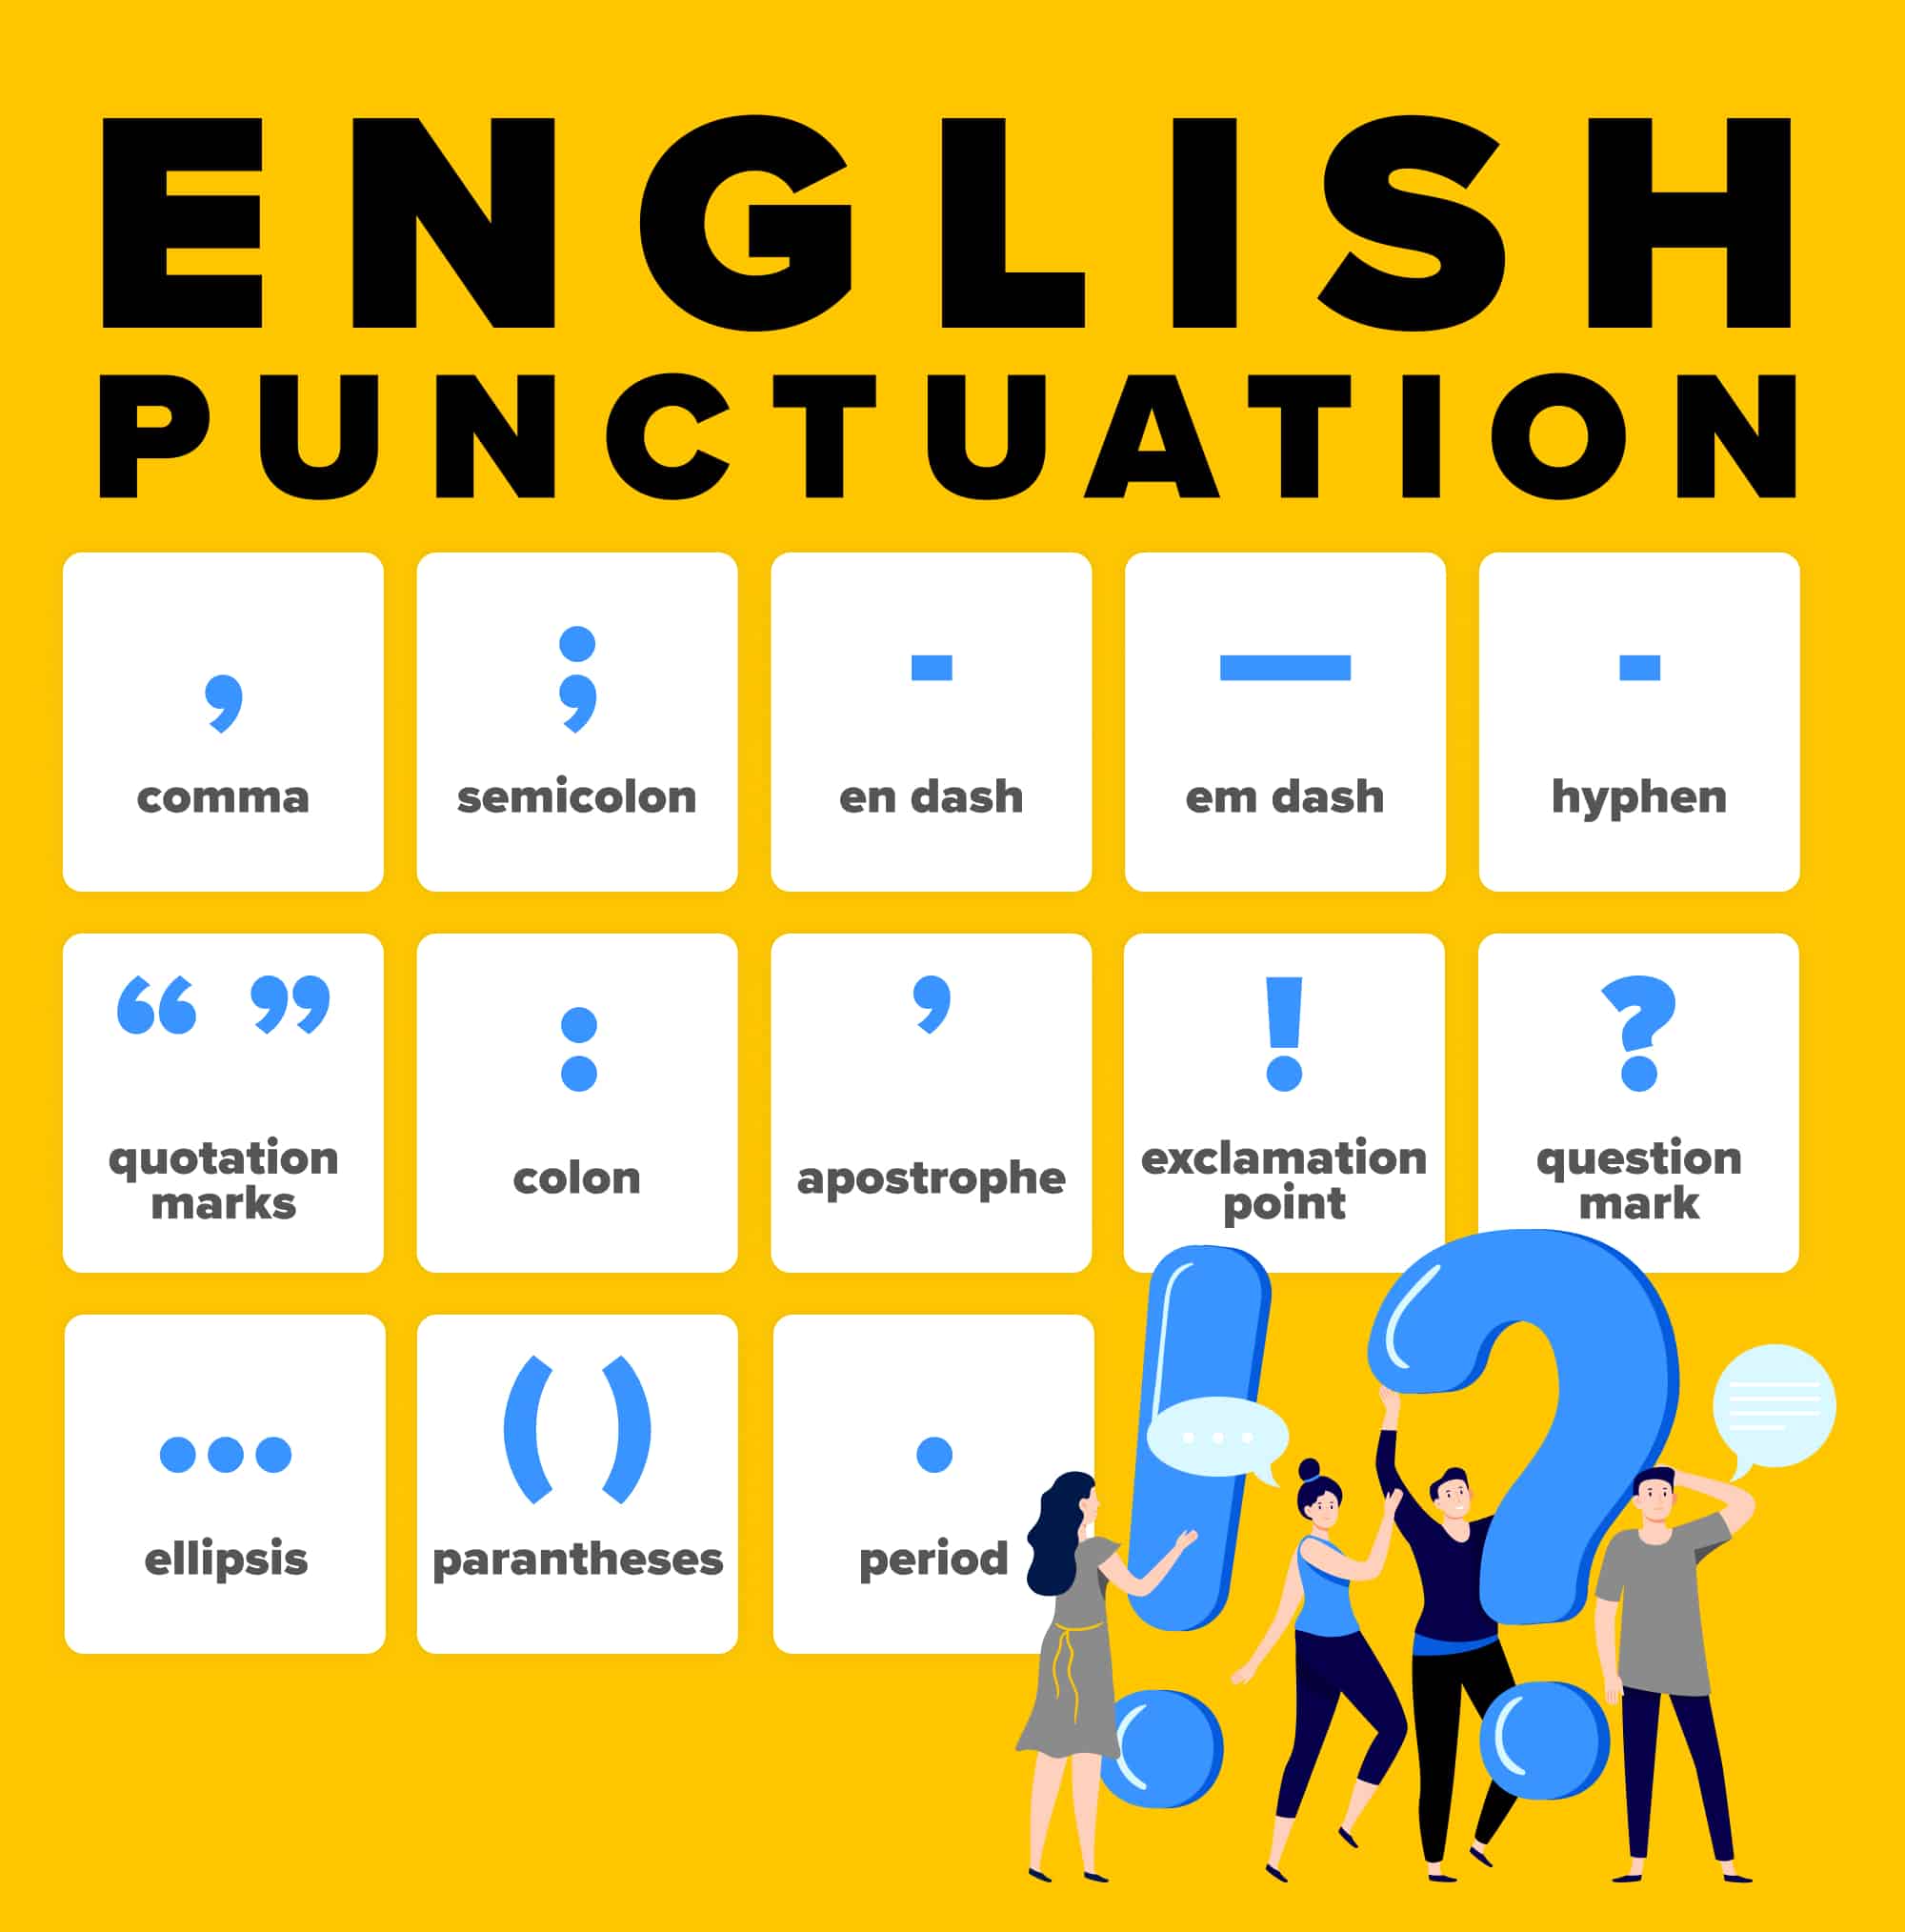 ENGLISH
PUNCTUATION
,
;
-
—
-
comma
semicolon
en dash
em dash
hyphen
“ ”
:
’
!
?
quotation
marks
colon
apostrophe
exclamation
point
question
mark
...
( )
.
ellipsis
parantheses
period
! ?
...